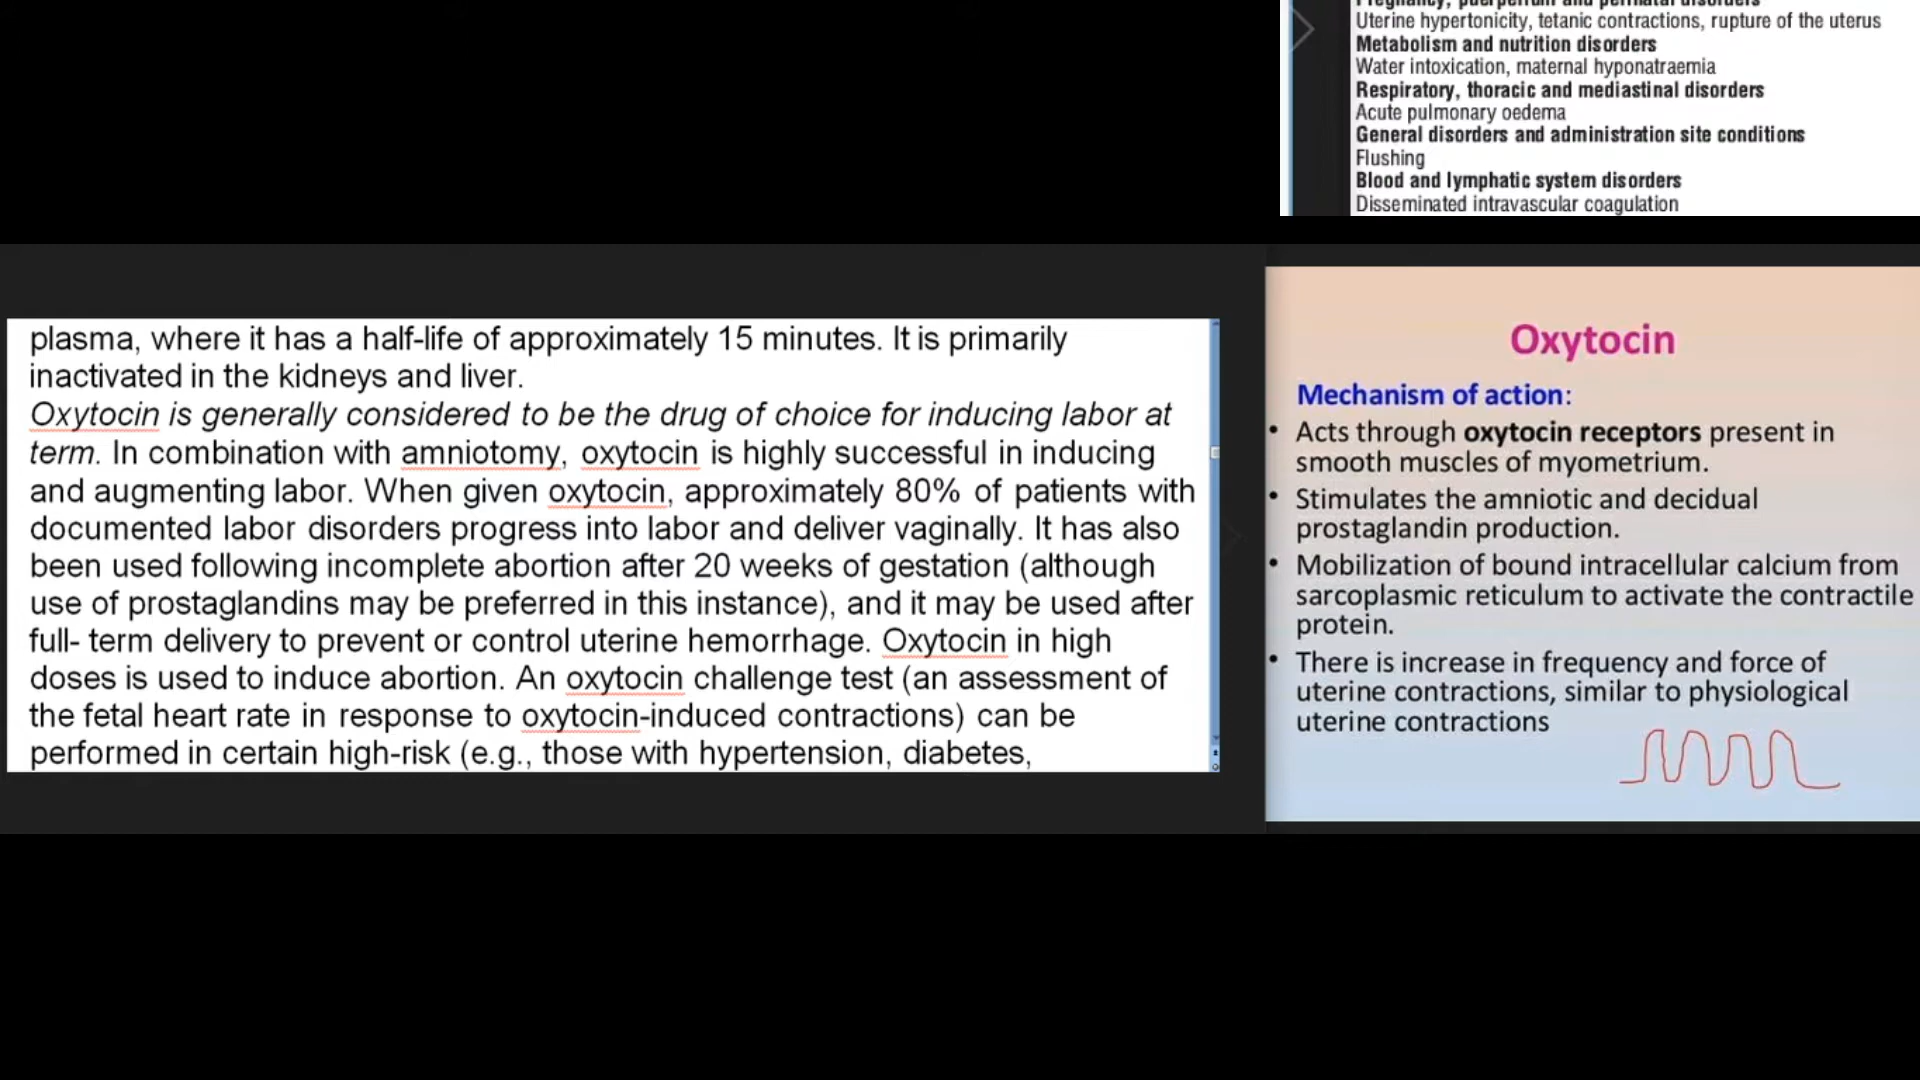 Pregnancy, puerperium and perinatal disorders
Uterine hypertonicity, tetanic contractions, rupture of the uterus
Metabolism and nutrition disorders
Water intoxication, maternal hyponatraemia
Respiratory, thoracic and mediastinal disorders
Acute pulmonary oedema
General disorders and administration site conditions
Flushing
Blood and lymphatic system disorders
Disseminated intravascular coagulation
plasma, where it has a half-life of approximately 15 minutes. It is primarily
inactivated in the kidneys and liver.
Oxytocin is generally considered to be the drug of choice for inducing labor at
term. In combination with amniotomy, oxytocin is highly successful in inducing
and augmenting labor. When given oxytocin, approximately 80% of patients with
documented labor disorders progress into labor and deliver vaginally. It has also
been used following incomplete abortion after 20 weeks of gestation (although
use of prostaglandins may be preferred in this instance), and it may be used after
full- term delivery to prevent or control uterine hemorrhage. Oxytocin in high
doses is used to induce abortion. An oxytocin challenge test (an assessment of
the fetal heart rate in response to oxytocin-induced contractions) can be
performed in certain high-risk (e.g., those with hypertension, diabetes,
Oxytocin
Mechanism of action:
• Acts through oxytocin receptors present in
smooth muscles of myometrium.
• Stimulates the amniotic and decidual
prostaglandin production.
• Mobilization of bound intracellular calcium from
sarcoplasmic reticulum to activate the contractile
protein.
• There is increase in frequency and force of
uterine contractions, similar to physiological
uterine contractions